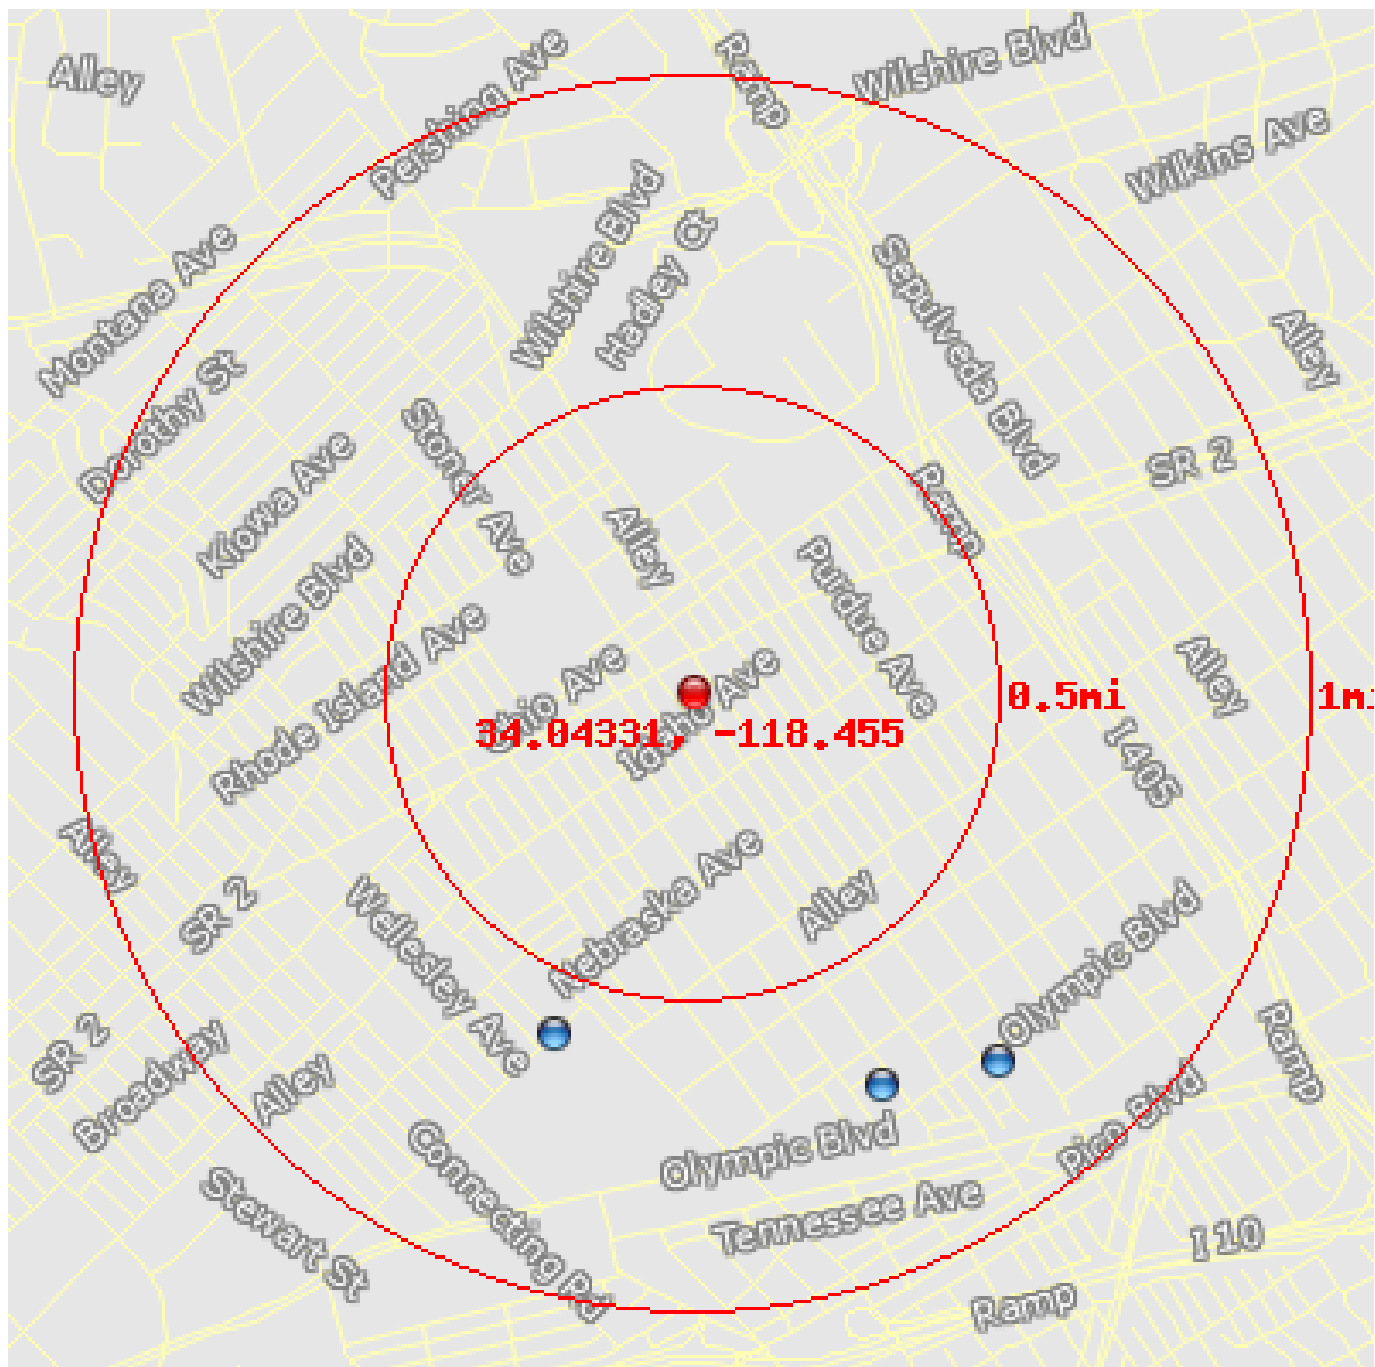 Alley
Pershing Ave
Ramp
Wilshire Blvd
Wilkins Ave
Montana Ave
Wilshire Blvd
Hadley Ct
Sepulveda Blvd
Alley
Dorothy St
Kiowa Ave
Stoner Ave
Alley
Ramp
SR 2
Wilshire Blvd
Rhode Island Ave
Ohio Ave
Idaho Ave
Purdue Ave
Alley
34.04331, -118.455
0.5mi
1mi
I 405
Alley
SR 2
Wellesley Ave
Nebraska Ave
Alley
Olympic Blvd
SR 2
Broadway
Alley
Ramp
Pico Blvd
Olympic Blvd
Connecting Rd
Stewart St
Tennessee Ave
I 10
Ramp